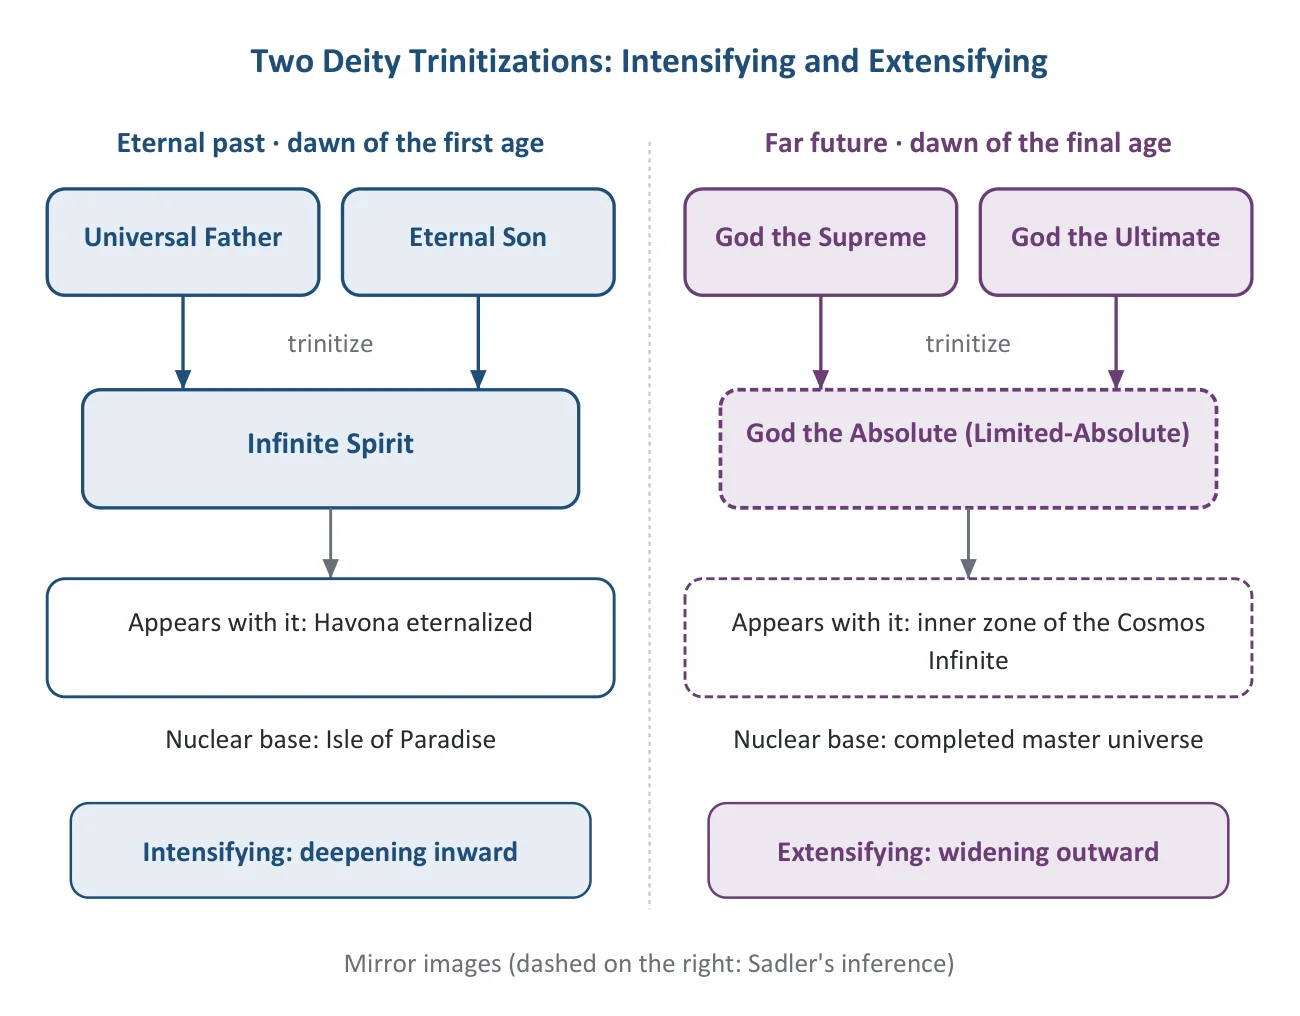 Two Deity Trinitizations: Intensifying and Extensifying
Eternal past · dawn of the first age
Universal Father
Eternal Son
trinitize
Infinite Spirit
Appears with it: Havona eternalized
Nuclear base: Isle of Paradise
Intensifying: deepening inward
Far future · dawn of the final age
God the Supreme
God the Ultimate
trinitize
God the Absolute (Limited-Absolute)
Appears with it: inner zone of the Cosmos
Infinite
Nuclear base: completed master universe
Extensifying: widening outward
Mirror images (dashed on the right: Sadler's inference)